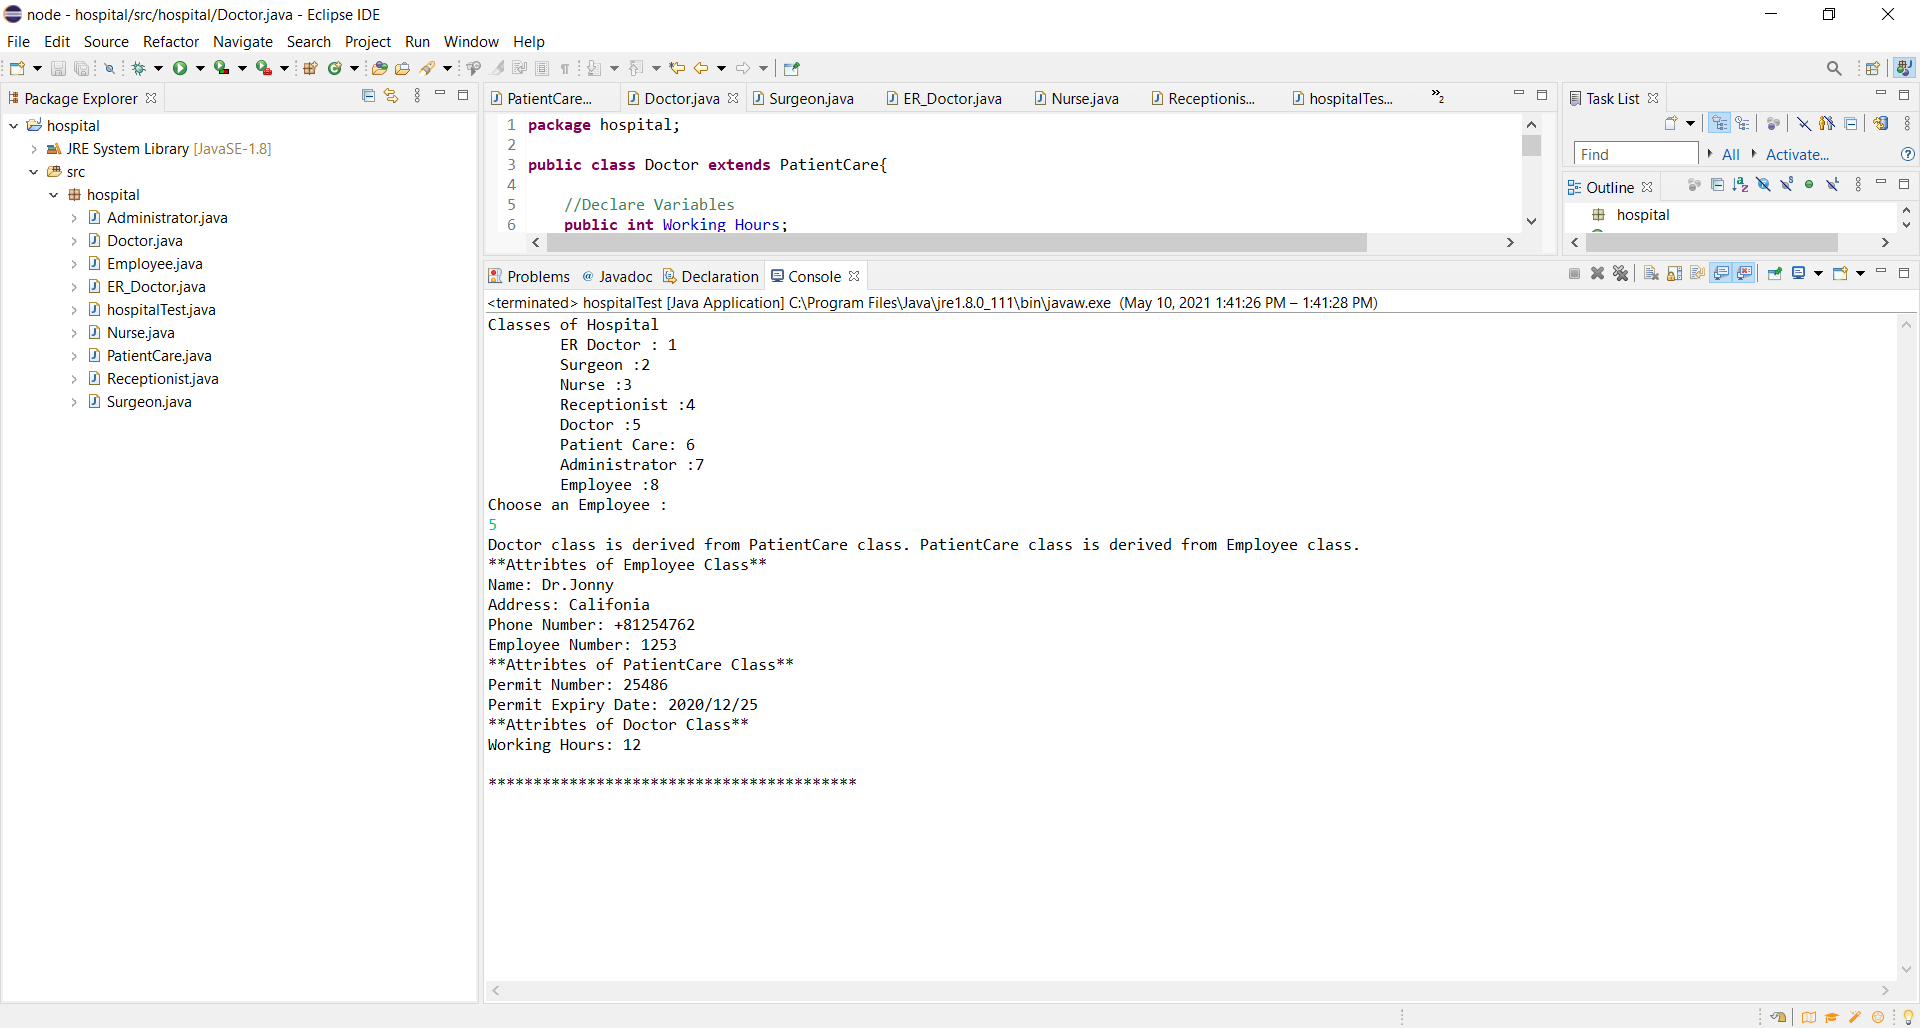 node - hospital/src/hospital/Doctor.java - Eclipse IDE
File Edit Source Refactor Navigate Search Project Run Window Help
Package Explorer
hospital
JRE System Library [JavaSE-1.8]
src
hospital
Administrator.java
Doctor.java
Employee.java
ER_Doctor.java
hospitalTest.java
Nurse.java
PatientCare.java
Receptionist.java
Surgeon.java
PatientCare... Doctor.java Surgeon.java ER_Doctor.java Nurse.java Receptionis... hospitalTes... »2
1 package hospital;
2
3 public class Doctor extends PatientCare{
4
5 //Declare Variables
6 public int Working_Hours;
Task List
Find All Activate...
Outline
hospital
Problems @ Javadoc Declaration Console
<terminated> hospitalTest [Java Application] C:\Program Files\Java\jre1.8.0_111\bin\javaw.exe (May 10, 2021 1:41:26 PM – 1:41:28 PM)
Classes of Hospital
ER Doctor : 1
Surgeon :2
Nurse :3
Receptionist :4
Doctor :5
Patient Care: 6
Administrator :7
Employee :8
Choose an Employee :
5
Doctor class is derived from PatientCare class. PatientCare class is derived from Employee class.
**Attribtes of Employee Class**
Name: Dr.Jonny
Address: Califonia
Phone Number: +81254762
Employee Number: 1253
**Attribtes of PatientCare Class**
Permit Number: 25486
Permit Expiry Date: 2020/12/25
**Attribtes of Doctor Class**
Working Hours: 12
*****************************************